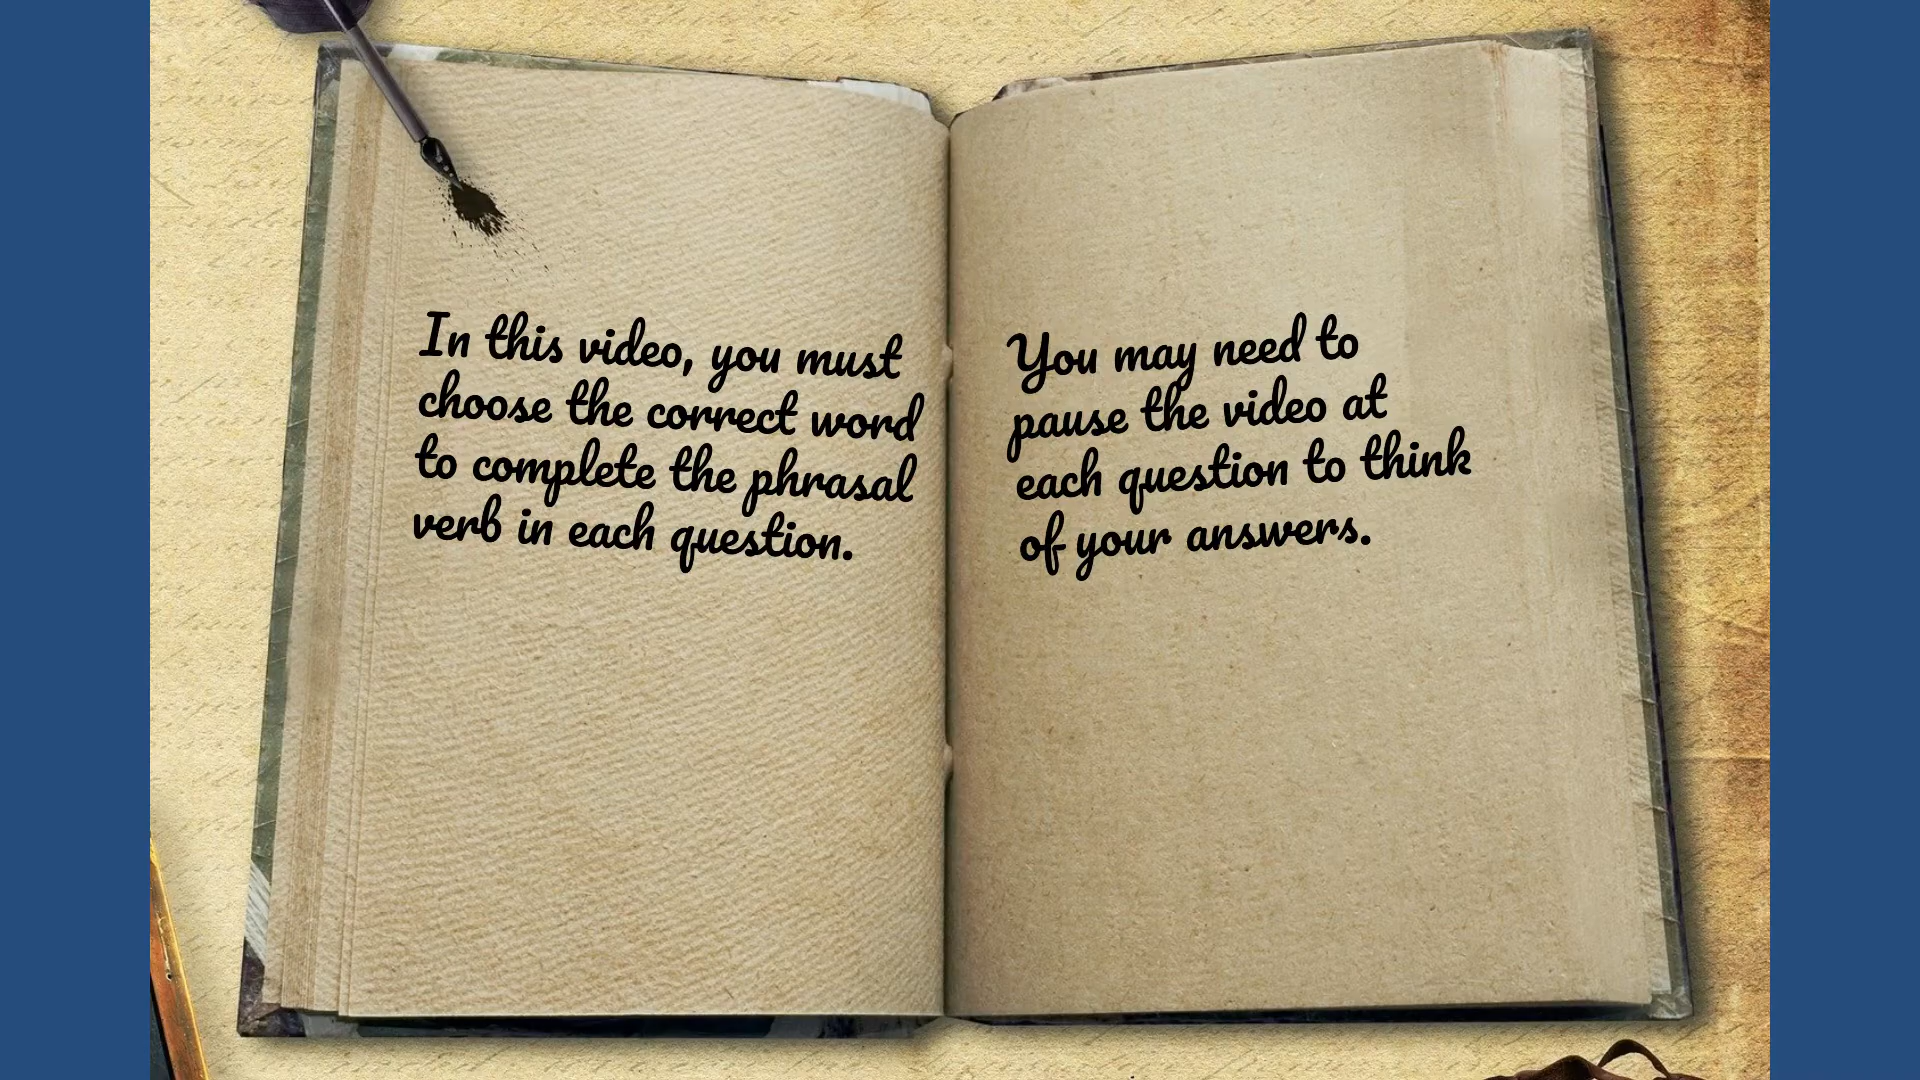 In this video, you must
choose the correct word
to complete the phrasal
verb in each question.
You may need to
pause the video at
each question to think
of your answers.